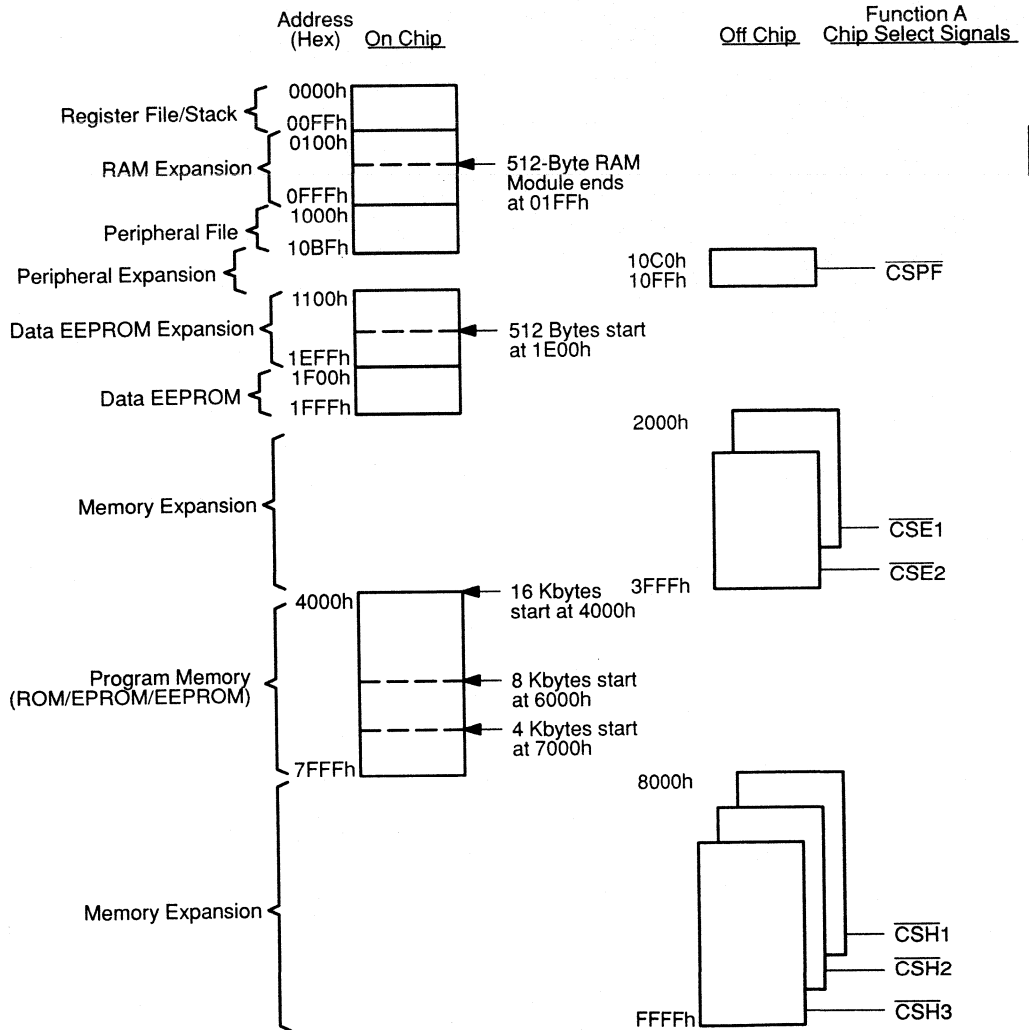 Address
(Hex)
On Chip
Off Chip
Function A
Chip Select Signals
0000h
Register File/Stack
00FFh
0100h
RAM Expansion
512-Byte RAM
Module ends
at 01FFh
0FFFh
1000h
Peripheral File
10BFh
Peripheral Expansion
10C0h
10FFh
CSPF
1100h
Data EEPROM Expansion
512 Bytes start
at 1E00h
1EFFh
1F00h
Data EEPROM
1FFFh
2000h
Memory Expansion
CSE1
CSE2
3FFFh
4000h
16 Kbytes
start at 4000h
Program Memory
(ROM/EPROM/EEPROM)
8 Kbytes start
at 6000h
4 Kbytes start
at 7000h
7FFFh
8000h
Memory Expansion
CSH1
CSH2
CSH3
FFFFh